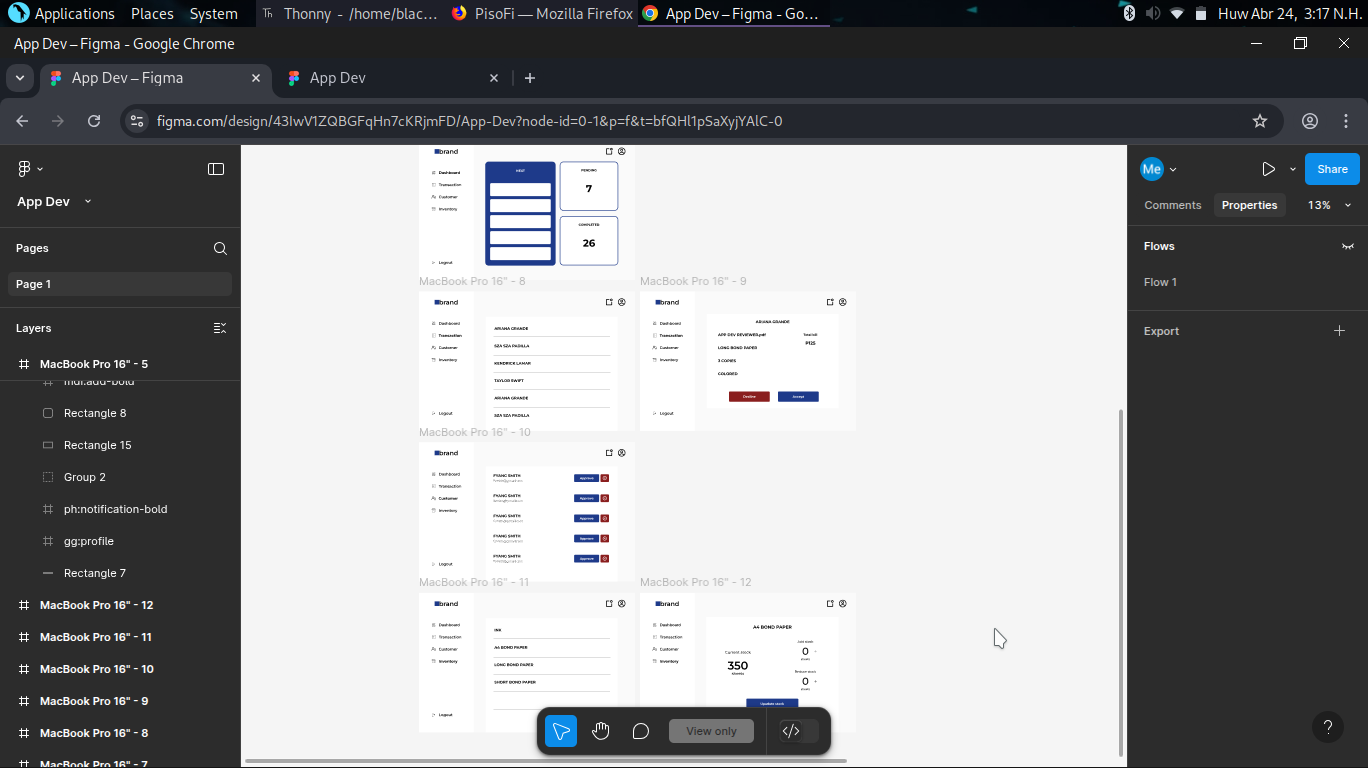 Applications Places System
Thonny - /home/blac...
PisoFi — Mozilla Firefox
App Dev – Figma - Go...
Huw Abr 24, 3:17 N.H.
App Dev – Figma - Google Chrome
App Dev – Figma
App Dev
figma.com/design/43IwV1ZQBGFqHn7cKRjmFD/App-Dev?node-id=0-1&p=f&t=bfQHl1pSaXyjYAlC-0
App Dev
Pages
Page 1
Layers
MacBook Pro 16" - 5
mdi:add-bold
Rectangle 8
Rectangle 15
Group 2
ph:notification-bold
gg:profile
Rectangle 7
MacBook Pro 16" - 12
MacBook Pro 16" - 11
MacBook Pro 16" - 10
MacBook Pro 16" - 9
MacBook Pro 16" - 8
MacBook Pro 16" - 7
brand
Dashboard
Transaction
Customer
Inventory
Logout
NEXT
PENDING
7
COMPLETED
26
MacBook Pro 16" - 8
brand
Dashboard
Transaction
Customer
Inventory
Logout
ARIANA GRANDE
SZA SZA PADILLA
KENDRICK LAMAR
TAYLOR SWIFT
ARIANA GRANDE
SZA SZA PADILLA
MacBook Pro 16" - 9
brand
Dashboard
Transaction
Customer
Inventory
Logout
ARIANA GRANDE
APP DEV REVIEWER.pdf
Total bill
P125
LONG BOND PAPER
3 COPIES
COLORED
Decline
Accept
MacBook Pro 16" - 10
brand
Dashboard
Transaction
Customer
Inventory
Logout
FYANG SMITH
Approve
FYANG SMITH
Approve
FYANG SMITH
Approve
FYANG SMITH
Approve
FYANG SMITH
Approve
MacBook Pro 16" - 11
brand
Dashboard
Transaction
Customer
Inventory
Logout
INK
A4 BOND PAPER
LONG BOND PAPER
SHORT BOND PAPER
MacBook Pro 16" - 12
brand
Dashboard
Transaction
Customer
Inventory
A4 BOND PAPER
Current stock
350
Add stock
0
sheets
0
sheets
Update stock
View only
Me
Share
Comments
Properties
13%
Flows
Flow 1
Export
?